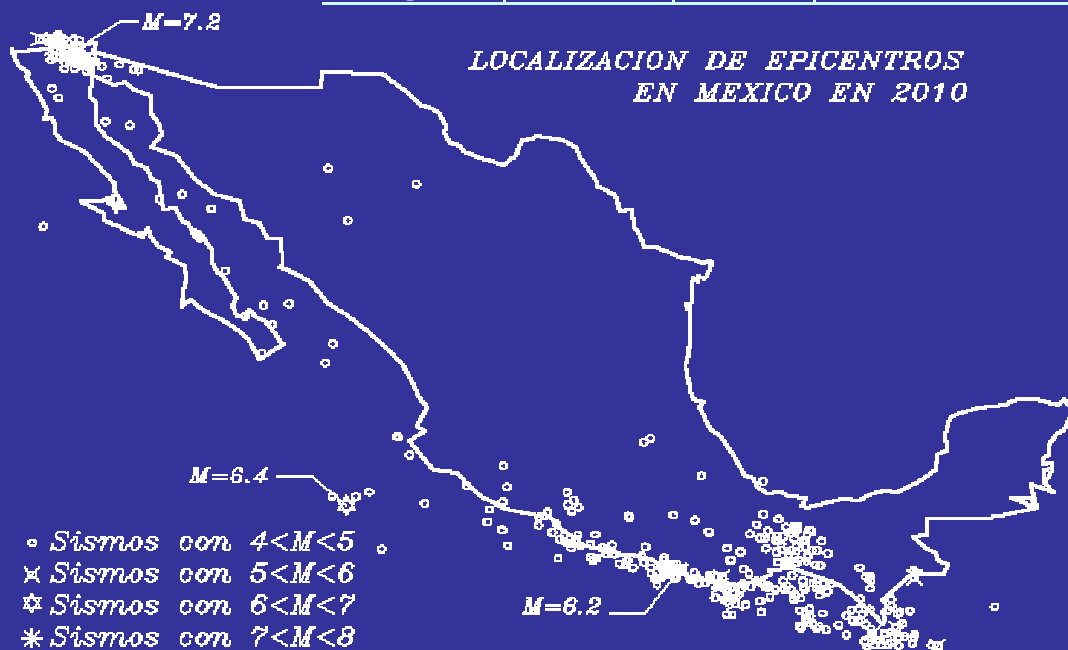 M=7.2
LOCALIZACION DE EPICENTROS
EN MEXICO EN 2010
M=6.4
Sismos con 4<M<5
Sismos con 5<M<6
Sismos con 6<M<7
Sismos con 7<M<8
M=6.2